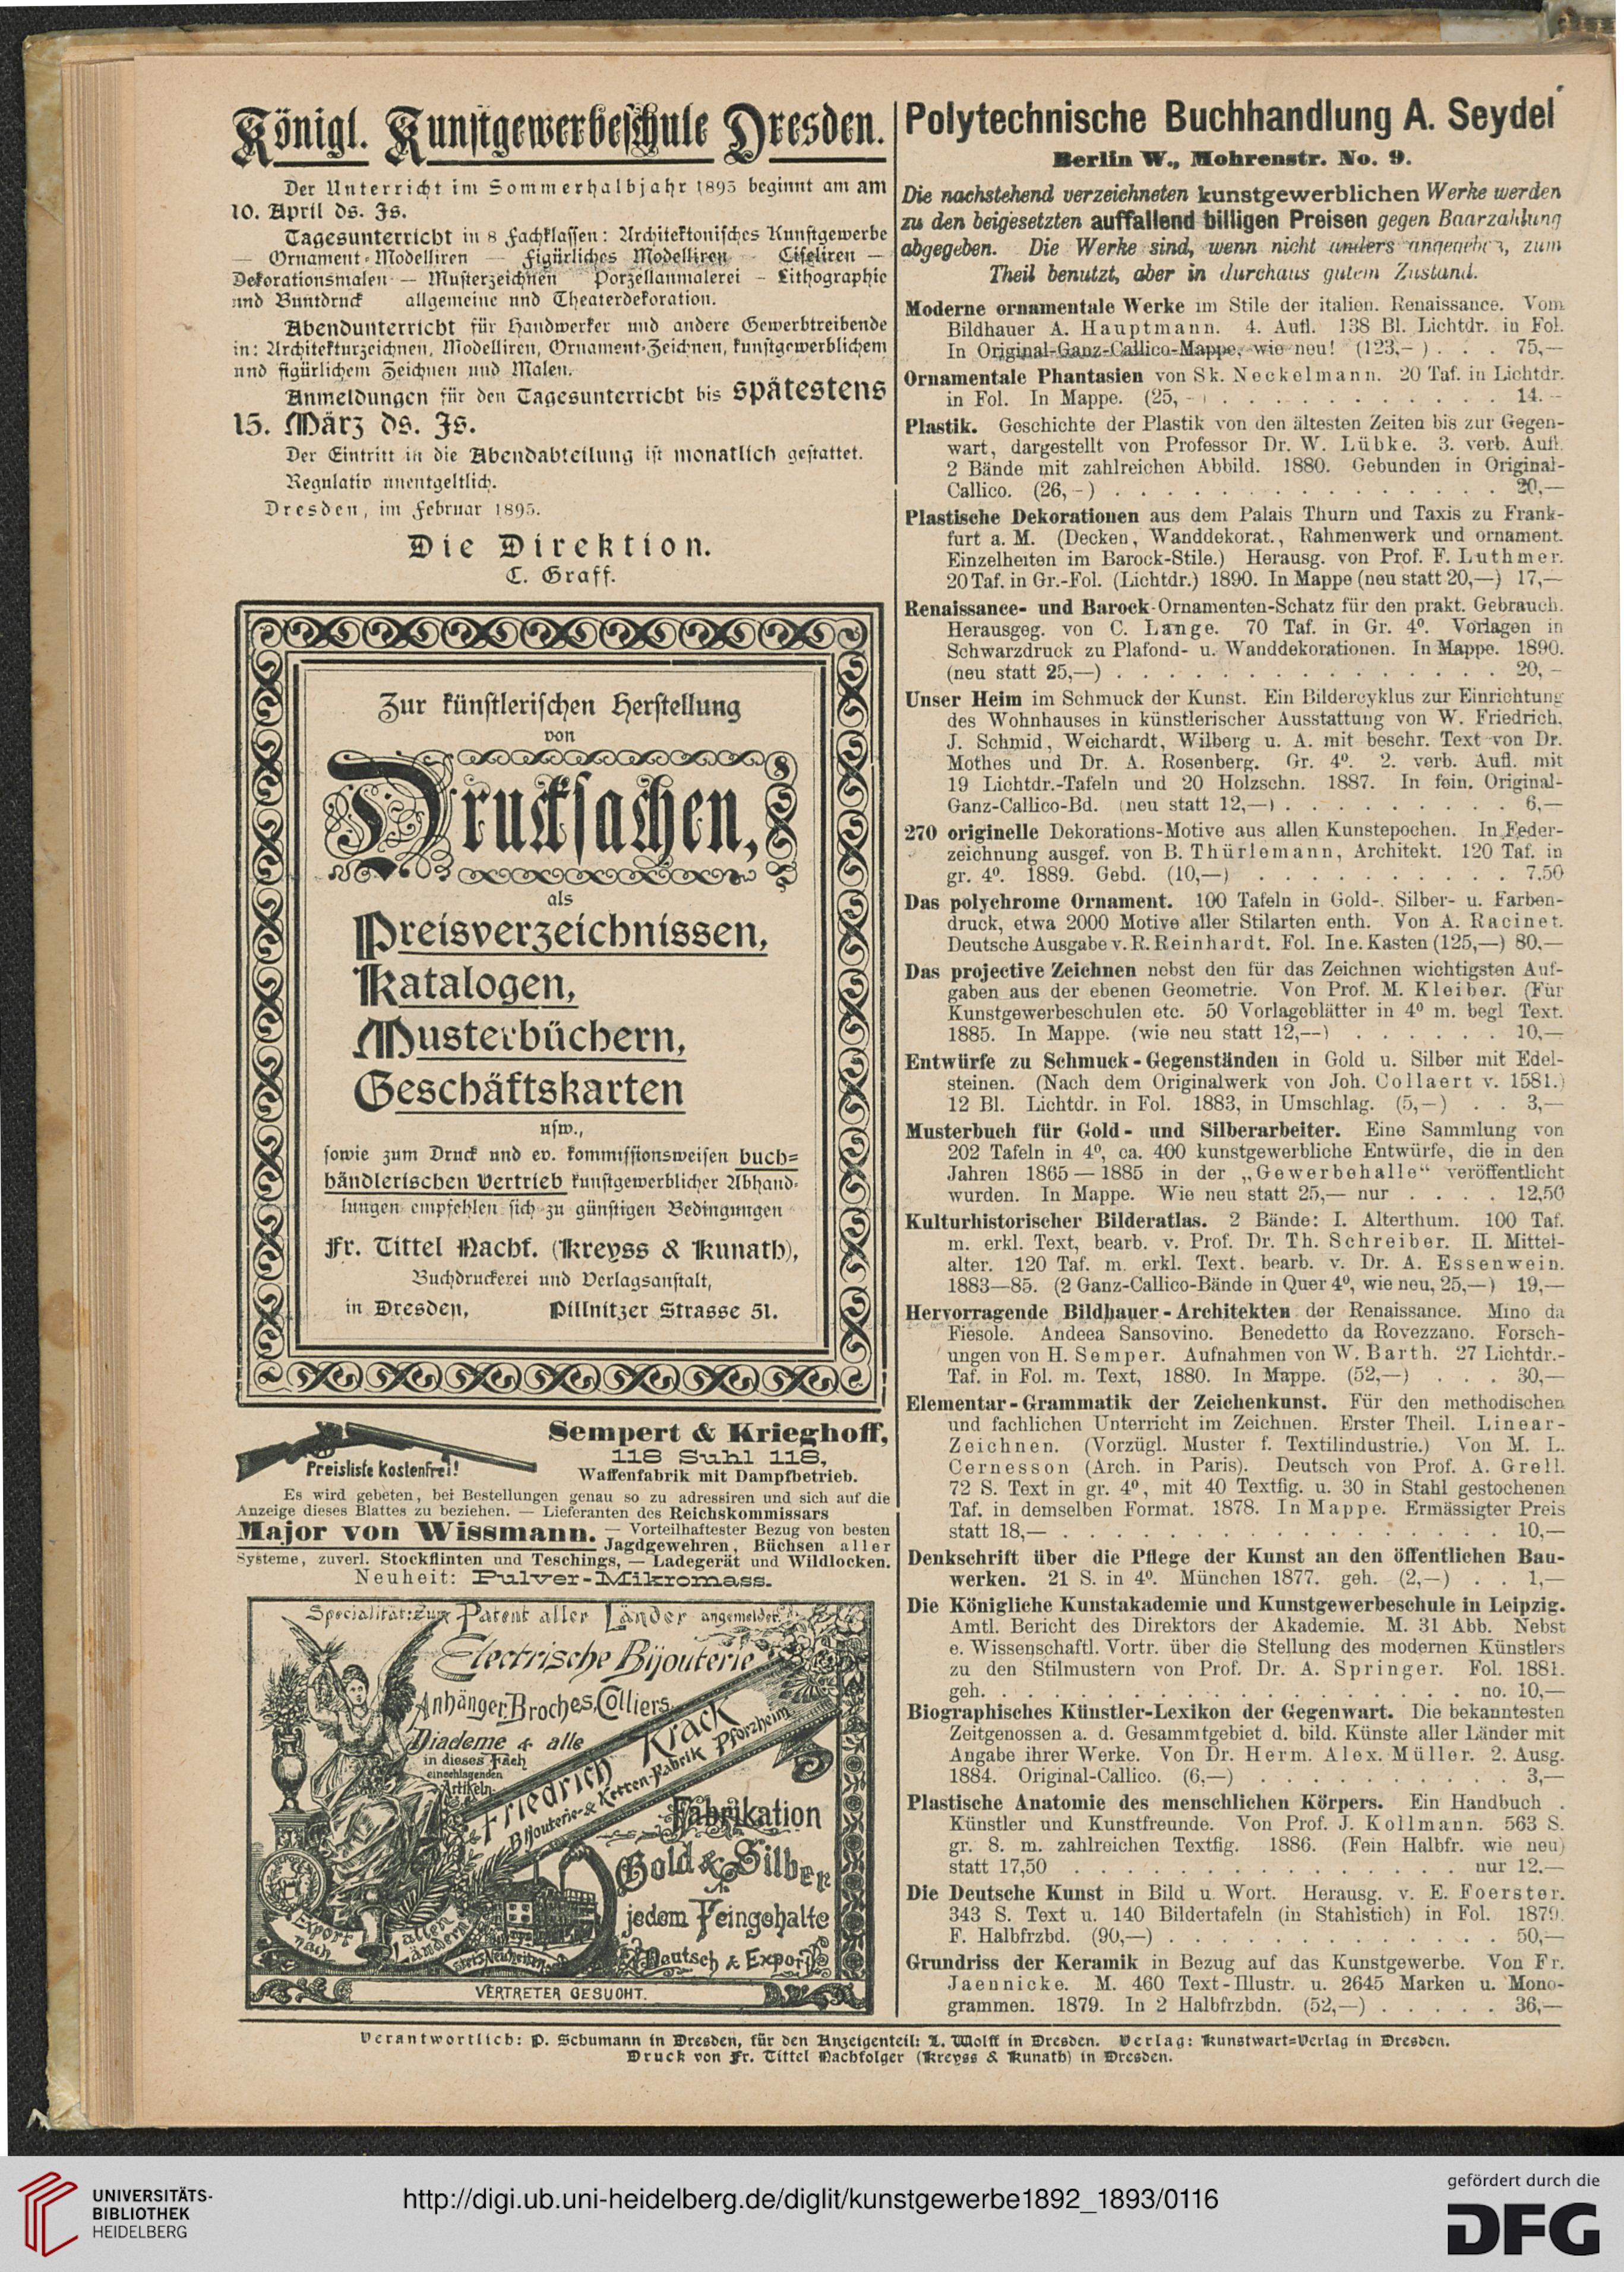 Königl. Kunstgewerbeschule Dresden.
Der Unterricht im Sommerhalbjahr 1893 beginnt am am
10. April ds. Js.
Tagesunterricht in 8 Fachklassen: Architektonisches Kunstgewerbe
— Ornament-Modelliren — Figürliches Modelliren Ciseliren —
Dekorationsmalen — Musterzeichnen Porzellanmalerei — Lithographie
und Buntdruck allgemeine und Theaterdekoration.
Abendunterricht für Handwerker und andere Gewerbtreibende
in: Architekturzeichnen, Modelliren, Ornament-Zeichnen, kunstgewerblichem
und figürlichem Zeichnen und Malen.
Anmeldungen für den Tagesunterricht bis spätestens
15. März ds. Js.
Der Eintritt in die Abendabteilung ist monatlich gestattet.
Regulativ unentgeltlich.
Dresden, im Februar 1893.
Die Direktion.
C. Graff.
Zur künstlerischen Herstellung
von
Drucksachen,
als
Preisverzeichnissen,
Katalogen,
Musterbüchern,
Geschäftskarten
usw.,
sowie zum Druck und ev. kommissionsweisen buch-
händlerischen Vertrieb kunstgewerblicher Abhand-
lungen empfehlen sich zu günstigen Bedingungen
Fr. Tittel Nachf. (Kreyss & Kunath),
Buchdruckerei und Verlagsanstalt,
in Dresden, Pillnitzer Strasse 51.
Preisliste Kostenfrei!
Sempert & Krieghoff,
118 Suhl 118,
Waffenfabrik mit Dampfbetrieb.
Es wird gebeten, bei Bestellungen genau so zu adressiren und sich auf die
Anzeige dieses Blattes zu beziehen. — Lieferanten des Reichskommissars
Major von Wissmann. — Vorteilhaftester Bezug von besten
Jagdgewehren, Büchsen aller
Systeme, zuverl. Stockflinten und Teschings, — Ladegerät und Wildlocken.
Neuheit: Pulver-Mikromass.
Specialität: Zum Patent aller Länder angemeldet.
Electrische Bijouterie
Anhänger, Broches, Colliers,
Diademe & alle
in dieses Fach
einschlagenden
Artikeln.
Friedrich Krack
Bijouterie- & Ketten-Fabrik Pforzheim
Fabrikation
Gold & Silber
jedem Feingehalte
Deutsch & Export
Export
nach
allen
Ländern
stets Neuheiten
VERTRETER GESUCHT.
Polytechnische Buchhandlung A. Seydel
Berlin W., Mohrenstr. No. 9.
Die nachstehend verzeichneten kunstgewerblichen Werke werden
zu den beigesetzten auffallend billigen Preisen gegen Baarzahlung
abgegeben. Die Werke sind, wenn nicht anders angegeben, zum
Theil benutzt, aber in durchaus gutem Zustand.
Moderne ornamentale Werke im Stile der italien. Renaissance. Vom
Bildhauer A. Hauptmann. 4. Aufl. 138 Bl. Lichtdr. in Fol.
In Original-Ganz-Callico-Mappe, wie neu! (123,—) . . . 75,—
Ornamentale Phantasien von Sk. Neckelmann. 20 Taf. in Lichtdr.
in Fol. In Mappe. (25,—) . . . . . . . . . . . 14.—
Plastik. Geschichte der Plastik von den ältesten Zeiten bis zur Gegen-
wart, dargestellt von Professor Dr. W. Lübke. 3. verb. Aufl.
2 Bände mit zahlreichen Abbild. 1880. Gebunden in Original-
Callico. (26,—) . . . . . . . . . . . . . . . . 20,—
Plastische Dekorationen aus dem Palais Thurn und Taxis zu Frank-
furt a. M. (Decken, Wanddekorat., Rahmenwerk und ornament.
Einzelheiten im Barock-Stile.) Herausg. von Prof. F. Luthmer.
20 Taf. in Gr.-Fol. (Lichtdr.) 1890. In Mappe (neu statt 20,—) 17,—
Renaissance- und Barock-Ornamenten-Schatz für den prakt. Gebrauch.
Herausgeg. von C. Lange. 70 Taf. in Gr. 4⁰. Vorlagen in
Schwarzdruck zu Plafond- u. Wanddekorationen. In Mappe. 1890.
(neu statt 25,—) . . . . . . . . . . . . . . . . 20,—
Unser Heim im Schmuck der Kunst. Ein Bildercyklus zur Einrichtung
des Wohnhauses in künstlerischer Ausstattung von W. Friedrich.
J. Schmid, Weichardt, Wilberg u. A. mit beschr. Text von Dr.
Mothes und Dr. A. Rosenberg. Gr. 4⁰. 2. verb. Aufl. mit
19 Lichtdr.-Tafeln und 20 Holzschn. 1887. In fein. Original-
Ganz-Callico-Bd. (neu statt 12,—) . . . . . . . . . . 6,—
270 originelle Dekorations-Motive aus allen Kunstepochen. In Feder-
zeichnung ausgef. von B. Thürlemann, Architekt. 120 Taf. in
gr. 4⁰. 1889. Gebd. (10,—) . . . . . . . . . . . 7.50
Das polychrome Ornament. 100 Tafeln in Gold-. Silber- u. Farben-
druck, etwa 2000 Motive aller Stilarten enth. Von A. Racinet.
Deutsche Ausgabe v. R. Reinhardt. Fol. In e. Kasten (125,—) 80.—
Das projective Zeichnen nebst den für das Zeichnen wichtigsten Auf-
gaben aus der ebenen Geometrie. Von Prof. M. Kleiber. (Für
Kunstgewerbeschulen etc. 50 Vorlageblätter in 4⁰ m. begl Text.
1885. In Mappe. (wie neu statt 12,—) . . . . . . 10,—
Entwürfe zu Schmuck-Gegenständen in Gold u. Silber mit Edel-
steinen. (Nach dem Originalwerk von Joh. Collaert v. 1581.)
12 Bl. Lichtdr. in Fol. 1883, in Umschlag. (5,—) . . 3,—
Musterbuch für Gold- und Silberarbeiter. Eine Sammlung von
202 Tafeln in 4⁰, ca. 400 kunstgewerbliche Entwürfe, die in den
Jahren 1865—1885 in der „Gewerbehalle“ veröffentlicht
wurden. In Mappe. Wie neu statt 25,— nur . . . . 12,50
Kulturhistorischer Bilderatlas. 2 Bände: I. Alterthum. 100 Taf.
m. erkl. Text, bearb. v. Prof. Dr. Th. Schreiber. II. Mittel-
alter. 120 Taf. m. erkl. Text. bearb. v. Dr. A. Essenwein.
1883—85. (2 Ganz-Callico-Bände in Quer 4⁰, wie neu, 25,—) 19,—
Hervorragende Bildhauer-Architekten der Renaissance. Mino da
Fiesole. Andeea Sansovino. Benedetto da Rovezzano. Forsch-
ungen von H. Semper. Aufnahmen von W. Barth. 27 Lichtdr.-
Taf. in Fol. m. Text, 1880. In Mappe. (52,—) . . . 30,—
Elementar-Grammatik der Zeichenkunst. Für den methodischen
und fachlichen Unterricht im Zeichnen. Erster Theil. Linear-
Zeichnen. (Vorzügl. Muster f. Textilindustrie.) Von M. L.
Cernesson (Arch. in Paris). Deutsch von Prof. A. Grell.
72 S. Text in gr. 4⁰, mit 40 Textfig. u. 30 in Stahl gestochenen
Taf. in demselben Format. 1878. In Mappe. Ermässigter Preis
statt 18,— . . . . . . . . . . . . . . . . . . 10,—
Denkschrift über die Pflege der Kunst an den öffentlichen Bau-
werken. 21 S. in 4⁰. München 1877. geh. (2,—) . . 1,—
Die Königliche Kunstakademie und Kunstgewerbeschule in Leipzig.
Amtl. Bericht des Direktors der Akademie. M. 31 Abb. Nebst
e. Wissenschaftl. Vortr. über die Stellung des modernen Künstlers
zu den Stilmustern von Prof. Dr. A. Springer. Fol. 1881.
geh. . . . . . . . . . . . . . . . . . . . no. 10,—
Biographisches Künstler-Lexikon der Gegenwart. Die bekanntesten
Zeitgenossen a. d. Gesammtgebiet d. bild. Künste aller Länder mit
Angabe ihrer Werke. Von Dr. Herm. Alex. Müller. 2. Ausg.
1884. Original-Callico. (6,—) . . . . . . . . . . . 3,—
Plastische Anatomie des menschlichen Körpers. Ein Handbuch .
Künstler und Kunstfreunde. Von Prof. J. Kollmann. 563 S.
gr. 8. m. zahlreichen Textfig. 1886. (Fein Halbfr. wie neu)
statt 17,50 . . . . . . . . . . . . . . . nur 12.—
Die Deutsche Kunst in Bild u. Wort. Herausg. v. E. Foerster.
343 S. Text u. 140 Bildertafeln (in Stahlstich) in Fol. 1879.
F. Halbfrzbd. (90,—) . . . . . . . . . . . . . . 50,—
Grundriss der Keramik in Bezug auf das Kunstgewerbe. Von Fr.
Jaennicke. M. 460 Text-Illustr. u. 2645 Marken u. Mono-
grammen. 1879. In 2 Halbfrzbdn. (52,—) . . . . . 36,—
Verantwortlich: P. Schumann in Dresden, für den Anzeigenteil: L. Wolff in Dresden. Verlag: Kunstwart-Verlag in Dresden.
Druck von Fr. Tittel Nachfolger (Kreyss & Kunath) in Dresden.
UNIVERSITÄTS-
BIBLIOTHEK
HEIDELBERG
http://digi.ub.uni-heidelberg.de/diglit/kunstgewerbe1892_1893/0116
gefördert durch die
DFG